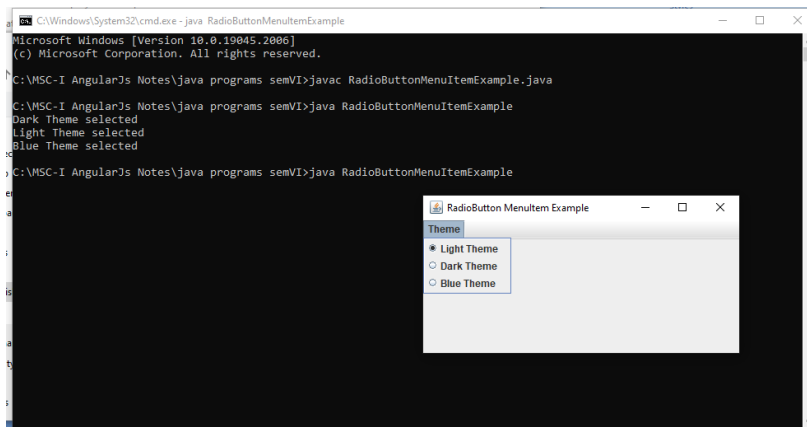 C:\Windows\System32\cmd.exe - java RadioButtonMenuItemExample
Microsoft Windows [Version 10.0.19045.2006]
(c) Microsoft Corporation. All rights reserved.
C:\MSC-I AngularJs Notes\java programs semVI>javac RadioButtonMenuItemExample.java
C:\MSC-I AngularJs Notes\java programs semVI>java RadioButtonMenuItemExample
Dark Theme selected
Light Theme selected
Blue Theme selected
C:\MSC-I AngularJs Notes\java programs semVI>java RadioButtonMenuItemExample
RadioButton MenuItem Example
Theme
Light Theme
Dark Theme
Blue Theme